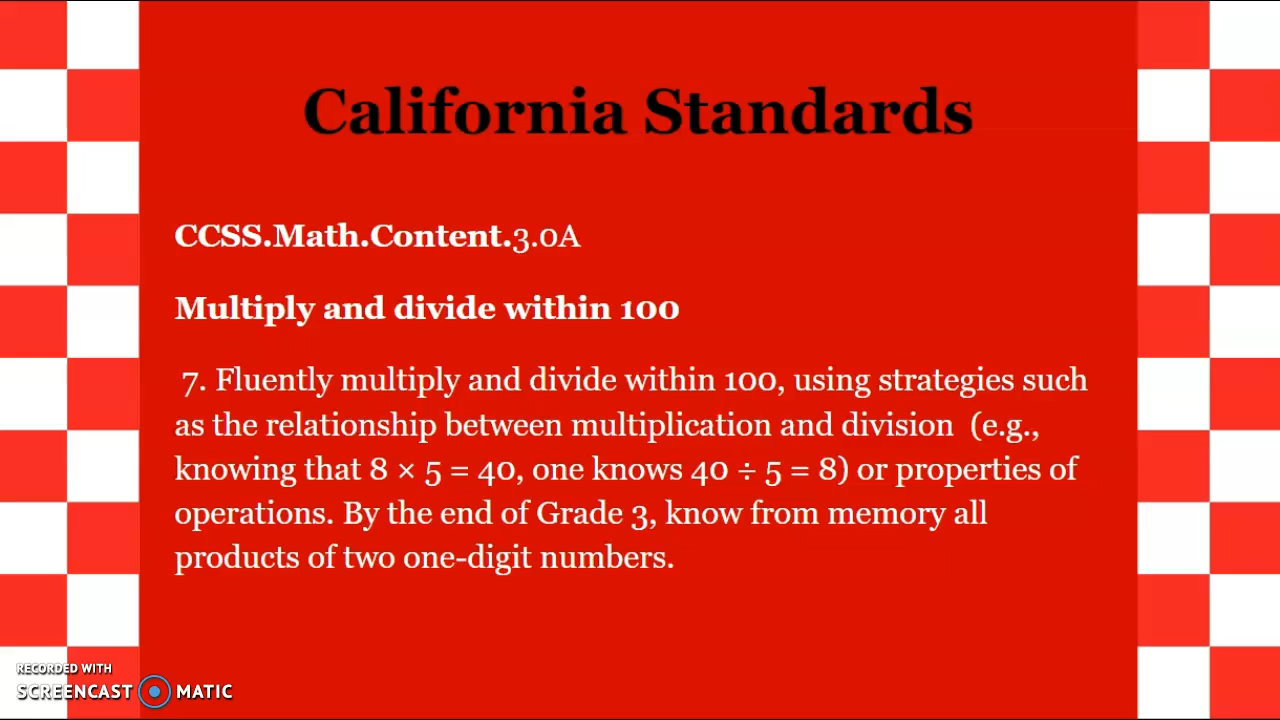 California Standards
CCSS.Math.Content.3.0A
Multiply and divide within 100
7. Fluently multiply and divide within 100, using strategies such
as the relationship between multiplication and division (e.g.,
knowing that 8 × 5 = 40, one knows 40 ÷ 5 = 8) or properties of
operations. By the end of Grade 3, know from memory all
products of two one-digit numbers.
RECORDED WITH
SCREENCAST MATIC